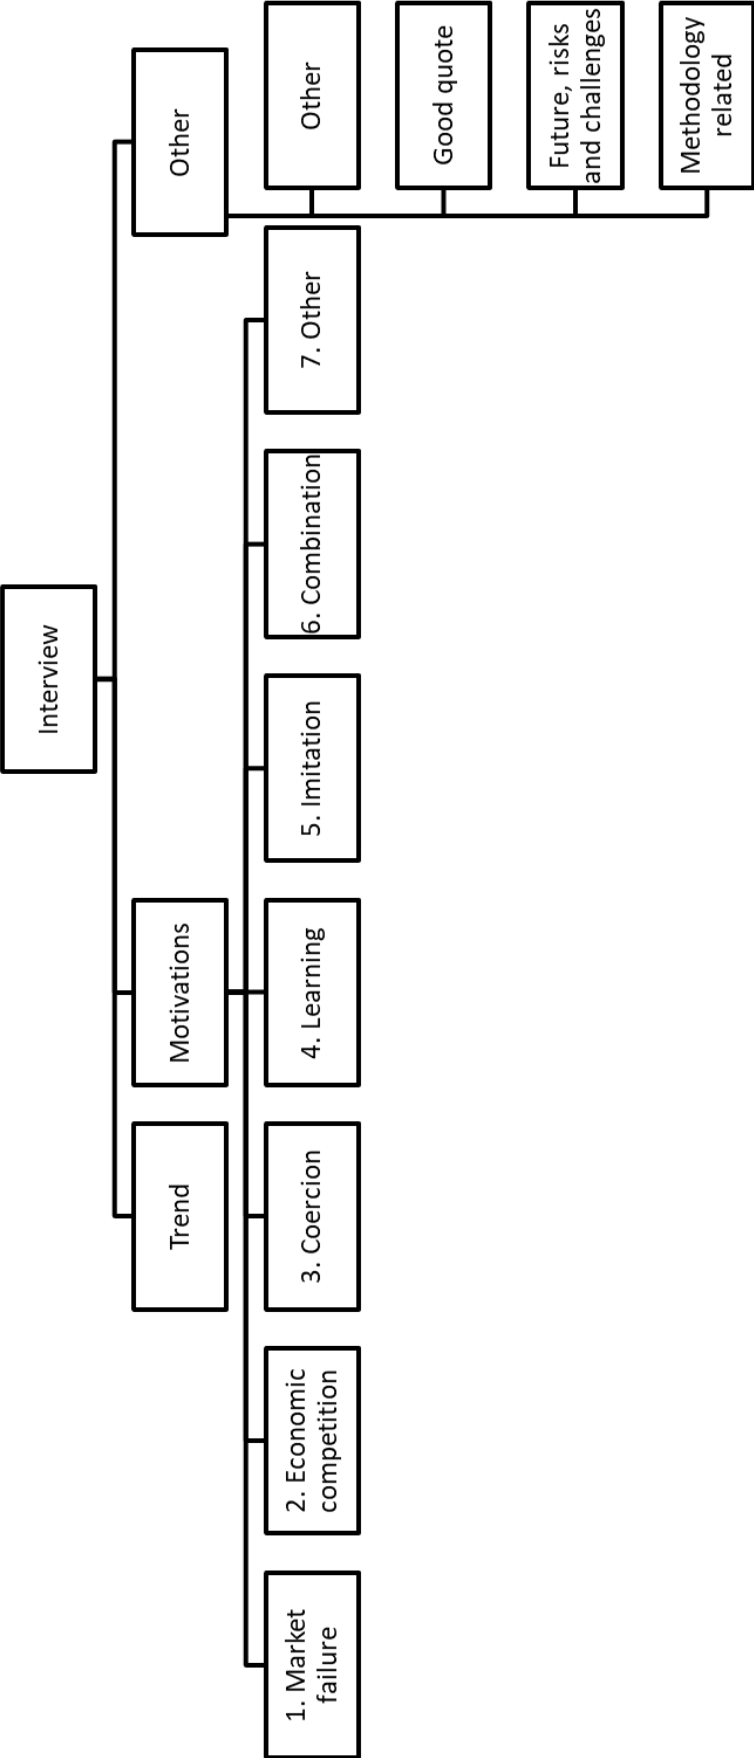 Interview
Trend
Motivations
Other
1. Market
failure
2. Economic
competition
3. Coercion
4. Learning
5. Imitation
6. Combination
7. Other
Other
Good quote
Future, risks
and challenges
Methodology
related